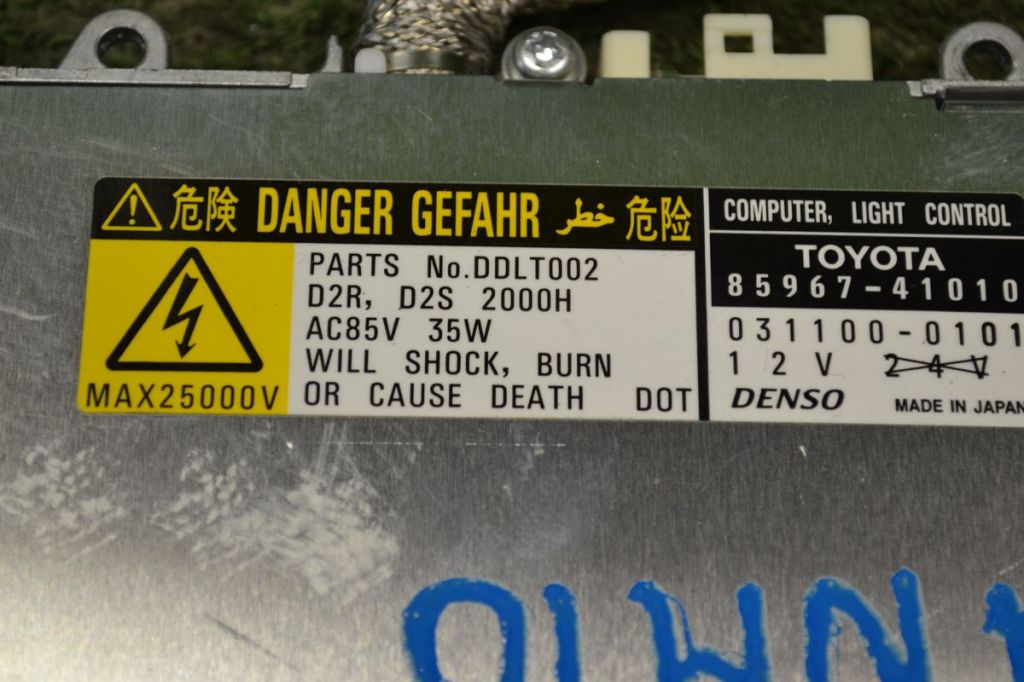 危険 DANGER GEFAHR خطر 危险
PARTS No.DDLT002
D2R, D2S 2000H
AC85V 35W
WILL SHOCK, BURN
OR CAUSE DEATH DOT
MAX25000V
COMPUTER, LIGHT CONTROL
TOYOTA
85967-41010
031100-0101
12V 24V
DENSO MADE IN JAPAN